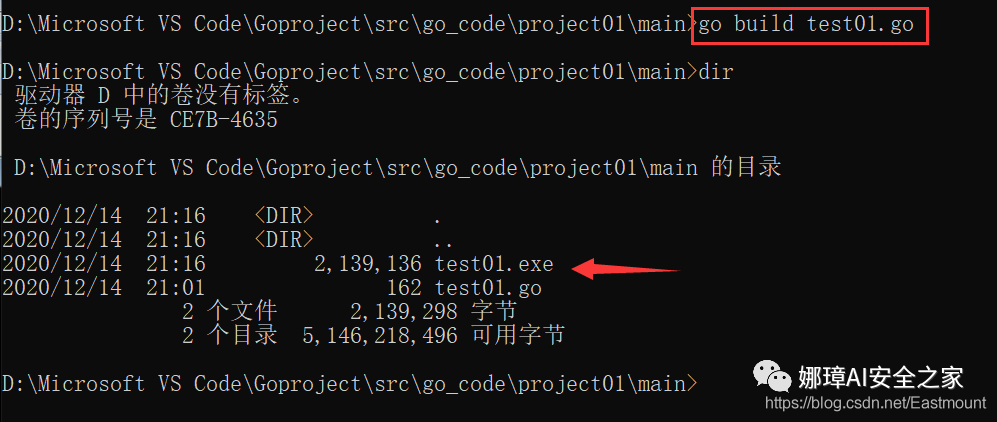 D:\Microsoft VS Code\Goproject\src\go_code\project01\main>go build test01.go
D:\Microsoft VS Code\Goproject\src\go_code\project01\main>dir
驱动器 D 中的卷没有标签。
卷的序列号是 CE7B-4635
D:\Microsoft VS Code\Goproject\src\go_code\project01\main 的目录
2020/12/14  21:16    <DIR>          .
2020/12/14  21:16    <DIR>          ..
2020/12/14  21:16         2,139,136 test01.exe
2020/12/14  21:01               162 test01.go
2 个文件      2,139,298 字节
2 个目录  5,146,218,496 可用字节
D:\Microsoft VS Code\Goproject\src\go_code\project01\main>
娜璋AI安全之家
https://blog.csdn.net/Eastmount